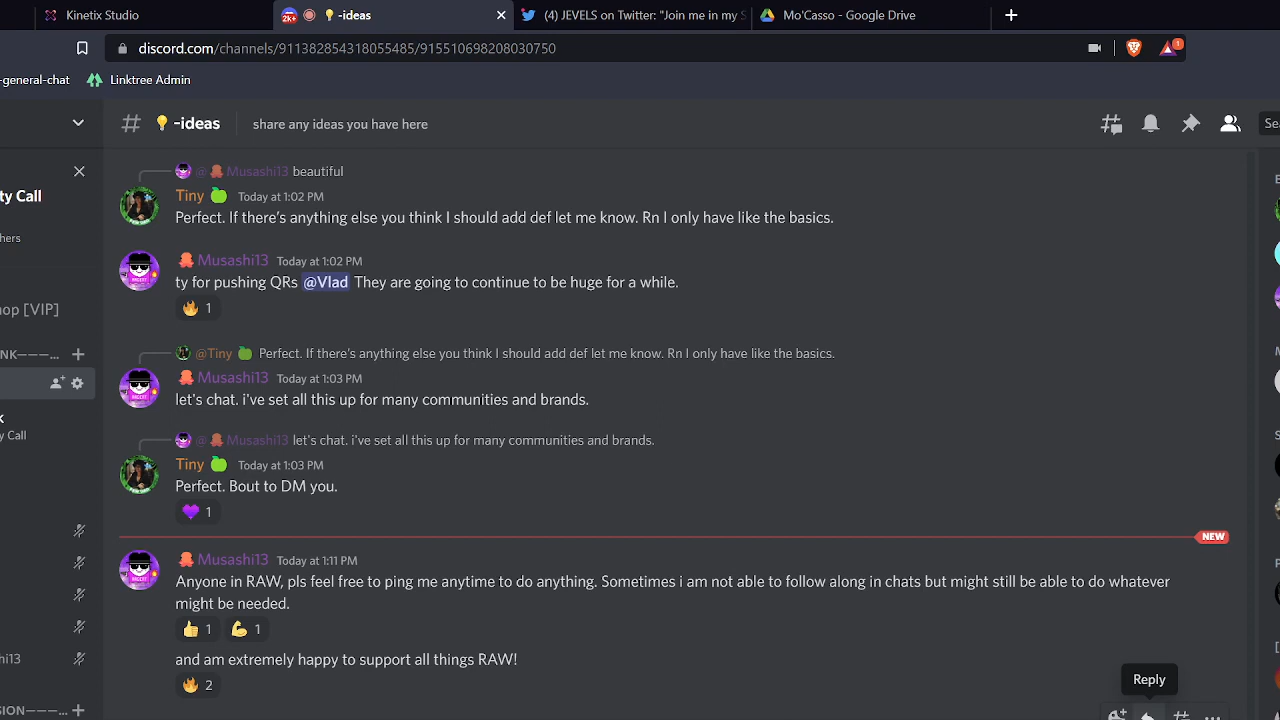 Kinetix Studio
2K+
-ideas
(4) JEVELS on Twitter: "Join me in my S
Mo'Casso - Google Drive
discord.com/channels/911382854318055485/915510698208030750
1
-general-chat
Linktree Admin
# -ideas
share any ideas you have here
Sea
@ Musashi13 beautiful
ty Call
Tiny Today at 1:02 PM
Perfect. If there's anything else you think I should add def let me know. Rn I only have like the basics.
hers
Musashi13 Today at 1:02 PM
ty for pushing QRs @Vlad They are going to continue to be huge for a while.
1
hop [VIP]
NK———...
@Tiny Perfect. If there's anything else you think I should add def let me know. Rn I only have like the basics.
Musashi13 Today at 1:03 PM
let's chat. i've set all this up for many communities and brands.
K
y Call
@ Musashi13 let's chat. i've set all this up for many communities and brands.
Tiny Today at 1:03 PM
Perfect. Bout to DM you.
1
NEW
Musashi13 Today at 1:11 PM
Anyone in RAW, pls feel free to ping me anytime to do anything. Sometimes i am not able to follow along in chats but might still be able to do whatever
might be needed.
1 1
hi13
and am extremely happy to support all things RAW!
2
Reply
SION———...